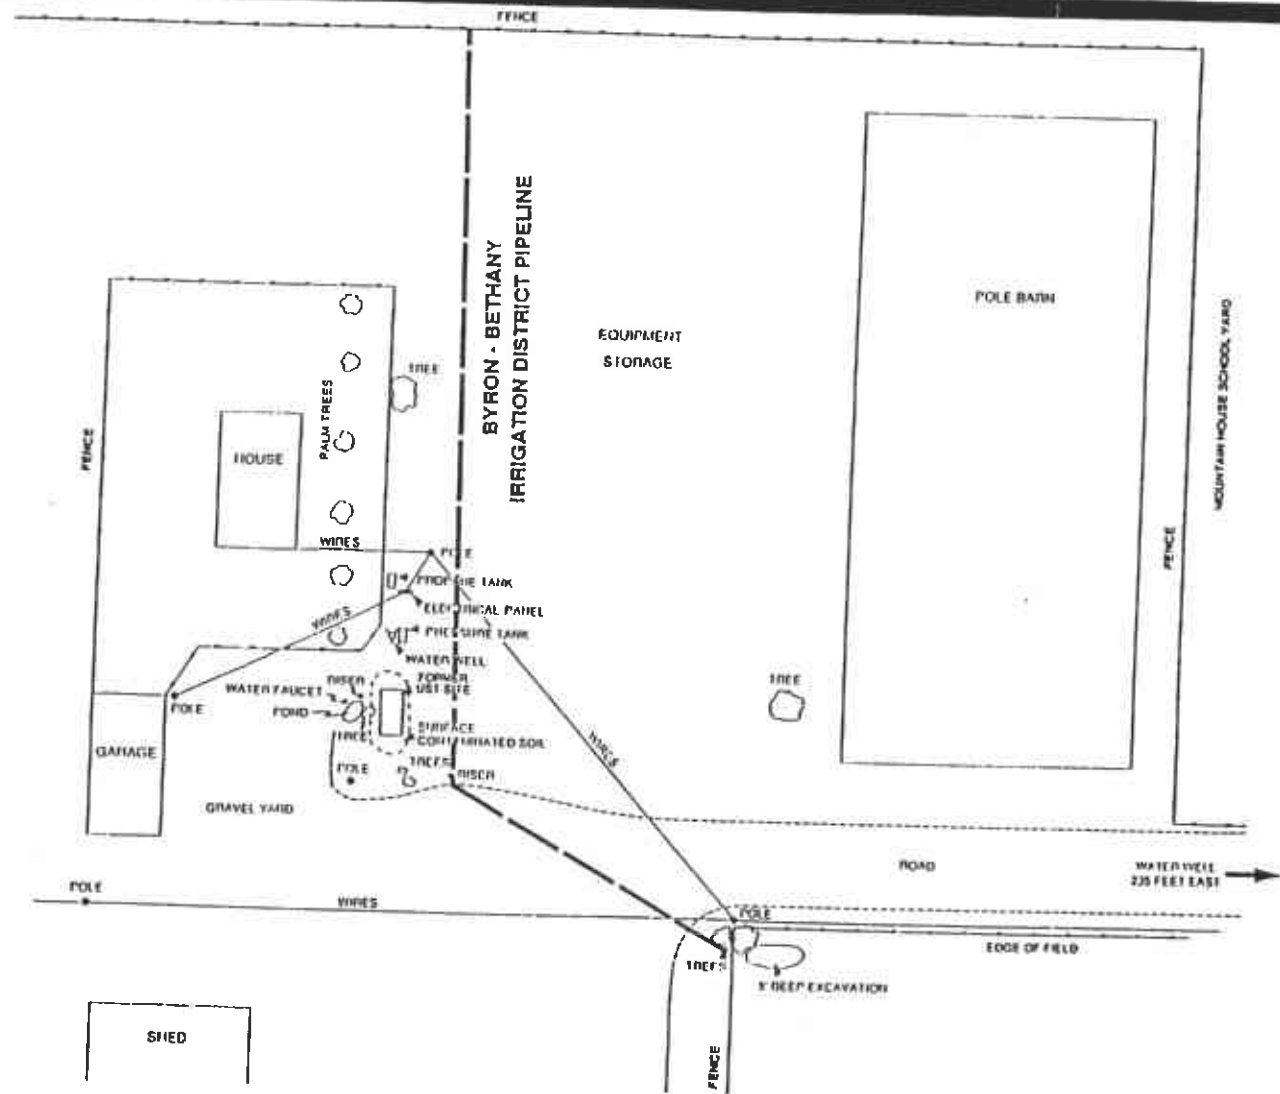 FENCE
BYRON - BETHANY
IRRIGATION DISTRICT PIPELINE
POLE BARN
MOUNTAIN HOUSE SCHOOL YARD
EQUIPMENT
STORAGE
TREE
PALM TREES
FENCE
HOUSE
WIRES
POLE
FENCE
PROPANE TANK
ELECTRICAL PANEL
WIRES
PRESSURE TANK
WATER WELL
FORMER
UST SITE
RISER
WATER FAUCET
POND
POLE
TREE
SURFACE
CONTAMINATED SOIL
TREE
GARAGE
WIRES
TREES
RISER
POLE
GRAVEL YARD
ROAD
WATER WELL
235 FEET EAST
POLE
WIRES
POLE
EDGE OF FIELD
TREES
5' DEEP EXCAVATION
SHED
FENCE